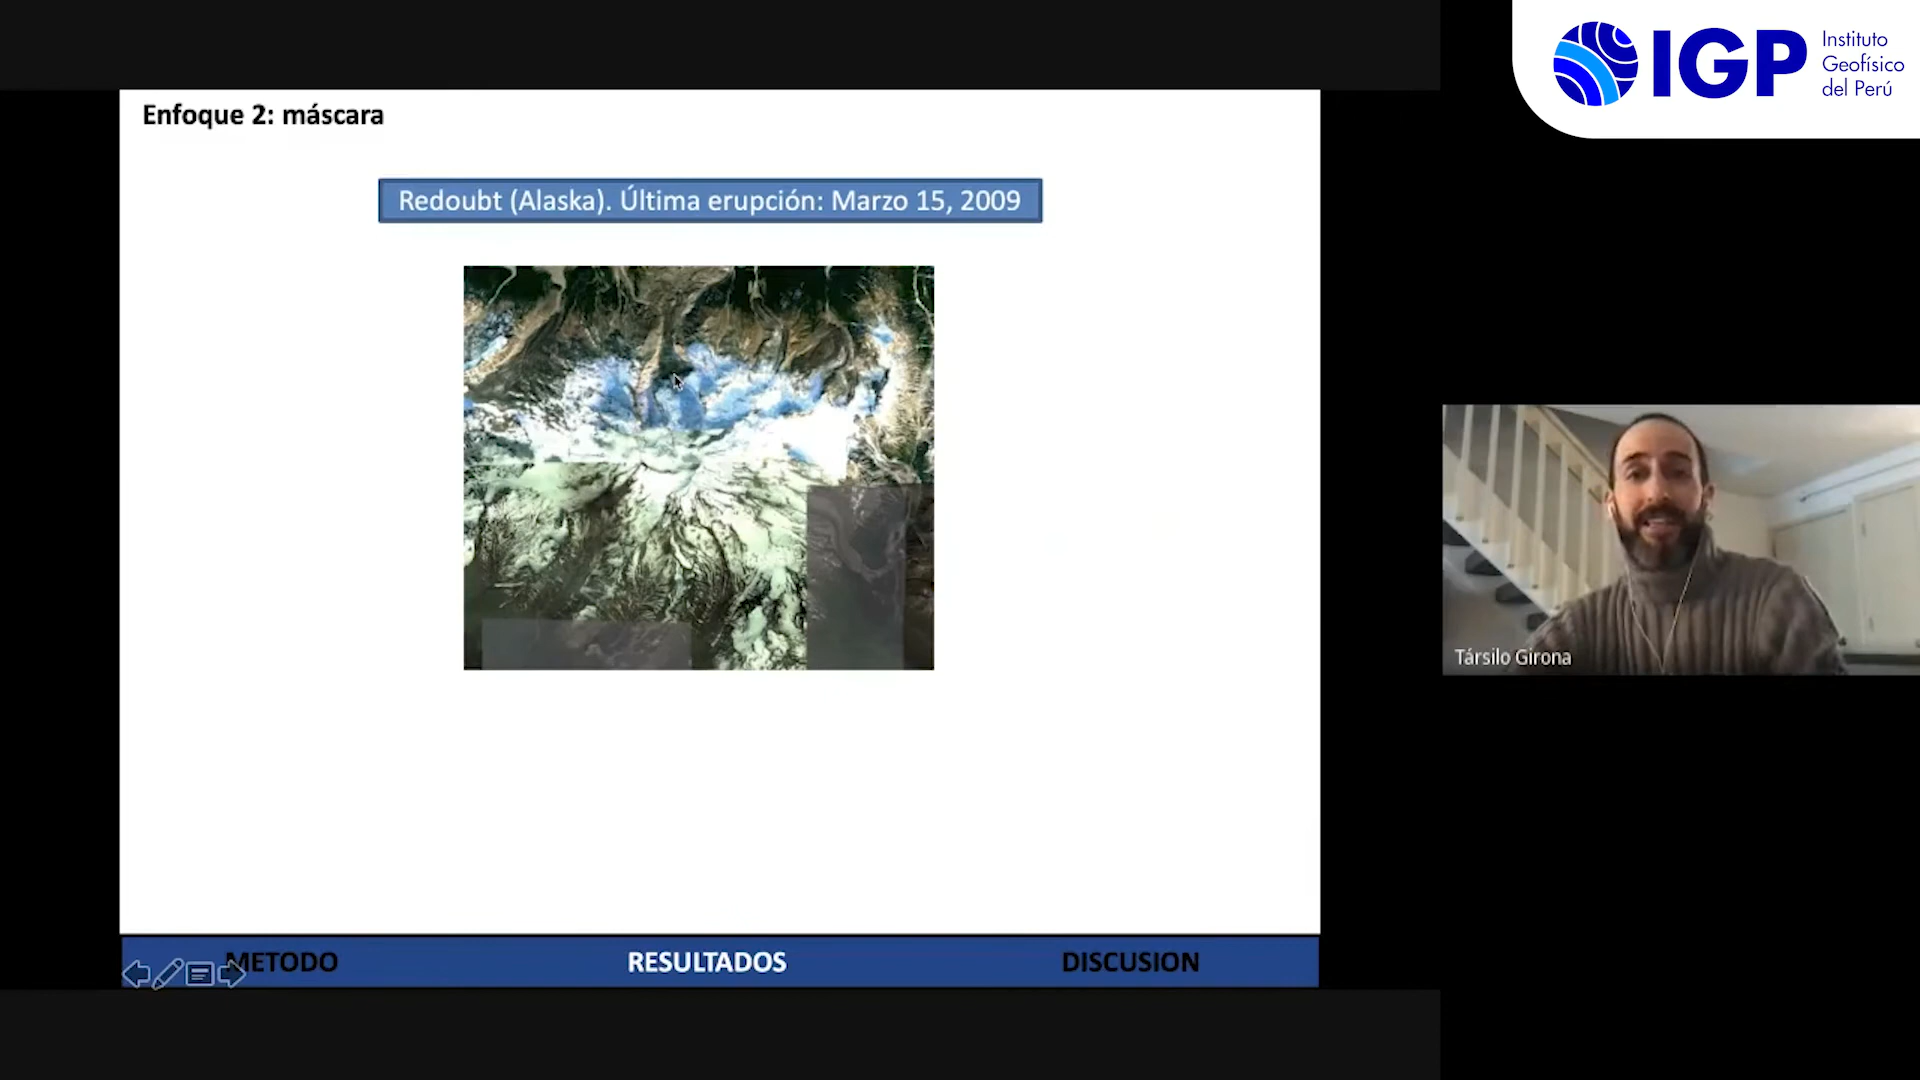 IGP
Instituto
Geofísico
del Perú
Enfoque 2: máscara
Redoubt (Alaska). Última erupción: Marzo 15, 2009
Társilo Girona
METODO
RESULTADOS
DISCUSION